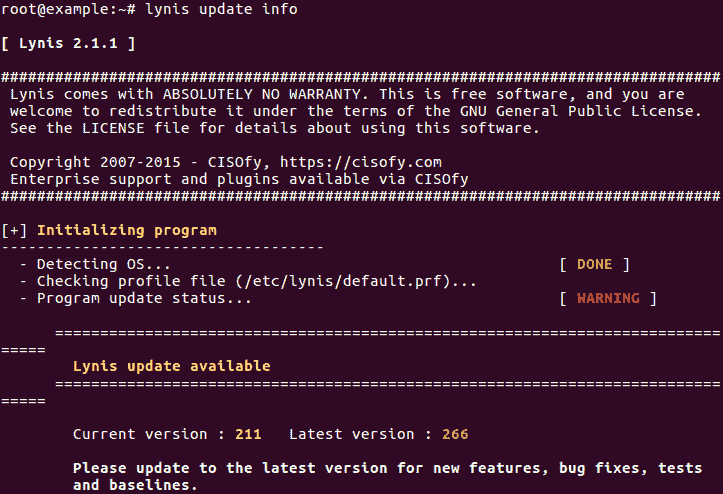 root@example:~# lynis update info
[ Lynis 2.1.1 ]
################################################################################
Lynis comes with ABSOLUTELY NO WARRANTY. This is free software, and you are
welcome to redistribute it under the terms of the GNU General Public License.
See the LICENSE file for details about using this software.
Copyright 2007-2015 - CISOfy, https://cisofy.com
Enterprise support and plugins available via CISOfy
################################################################################
[+] Initializing program
------------------------------------
- Detecting OS... [ DONE ]
- Checking profile file (/etc/lynis/default.prf)...
- Program update status... [ WARNING ]
==========================================================================
=====
Lynis update available
==========================================================================
=====
Current version : 211 Latest version : 266
Please update to the latest version for new features, bug fixes, tests
and baselines.